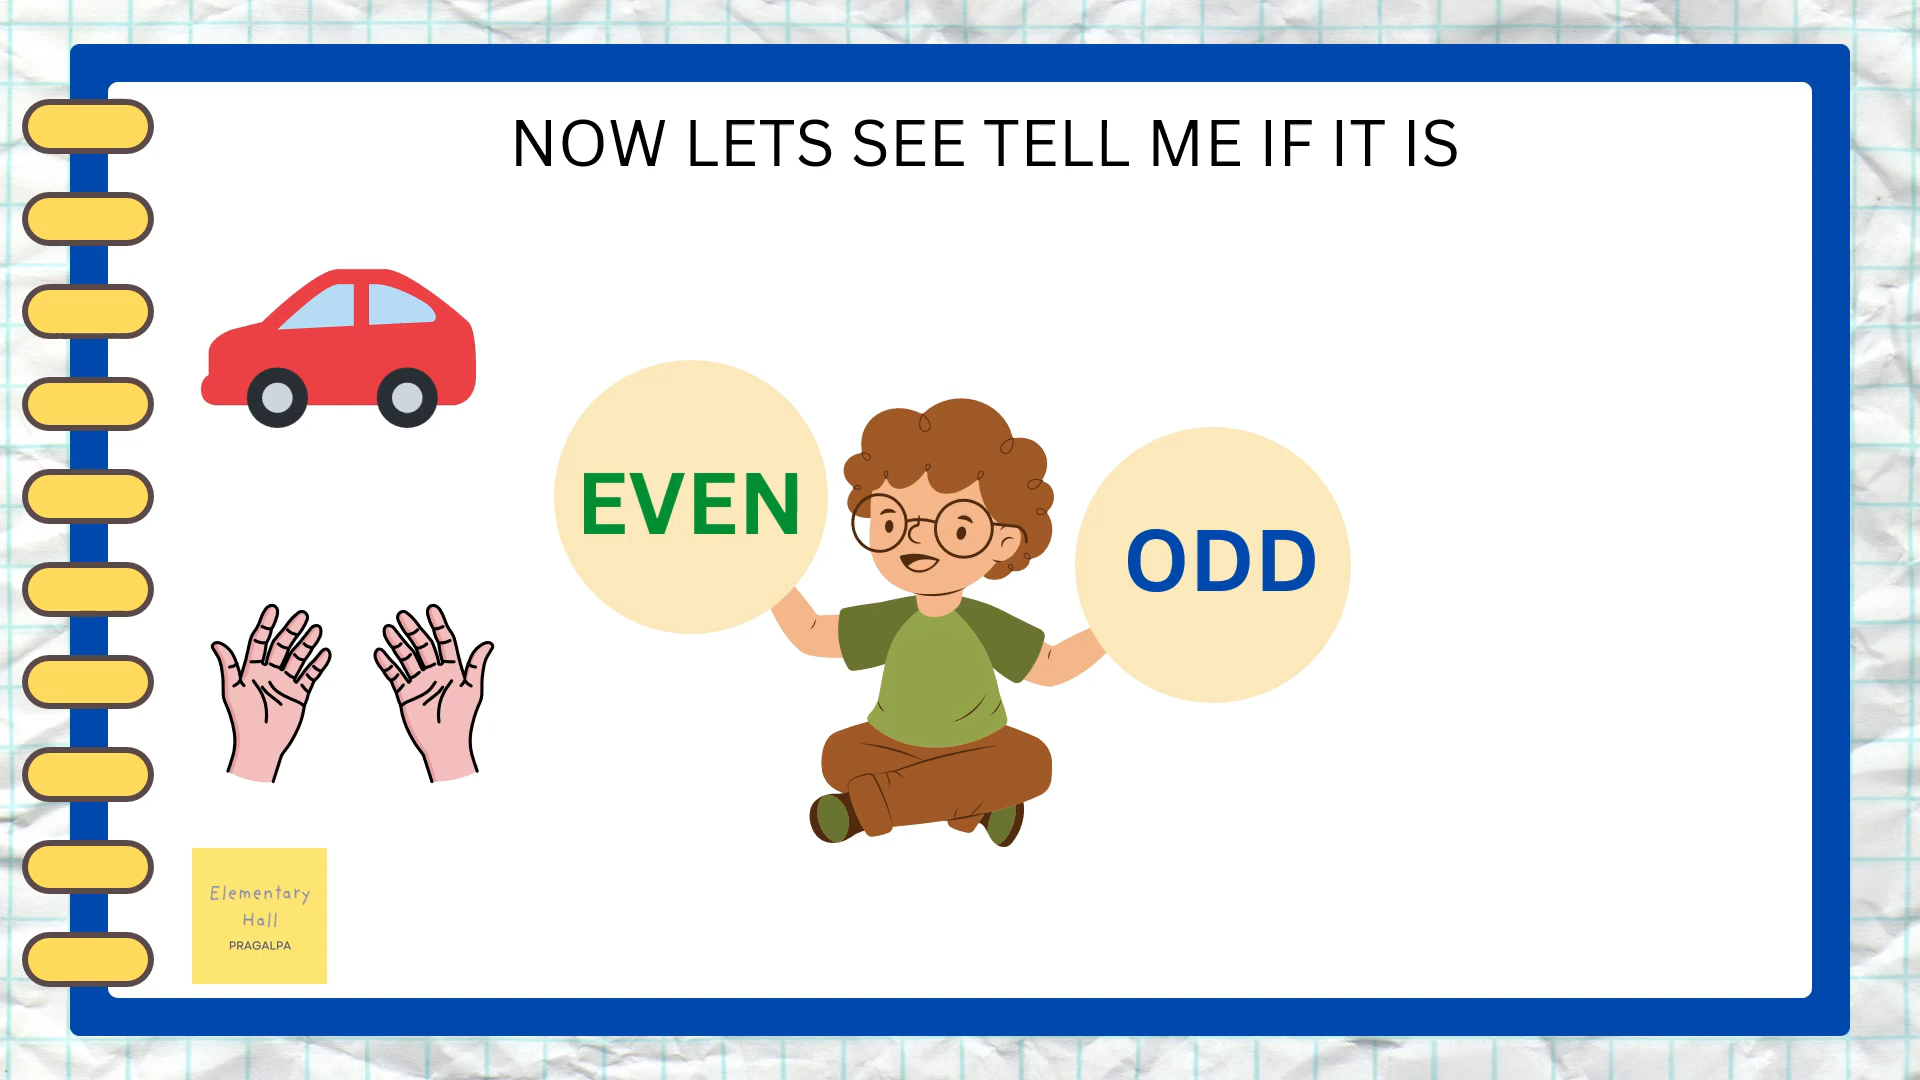 NOW LETS SEE TELL ME IF IT IS
EVEN
ODD
Elementary
Hall
PRAGALPA